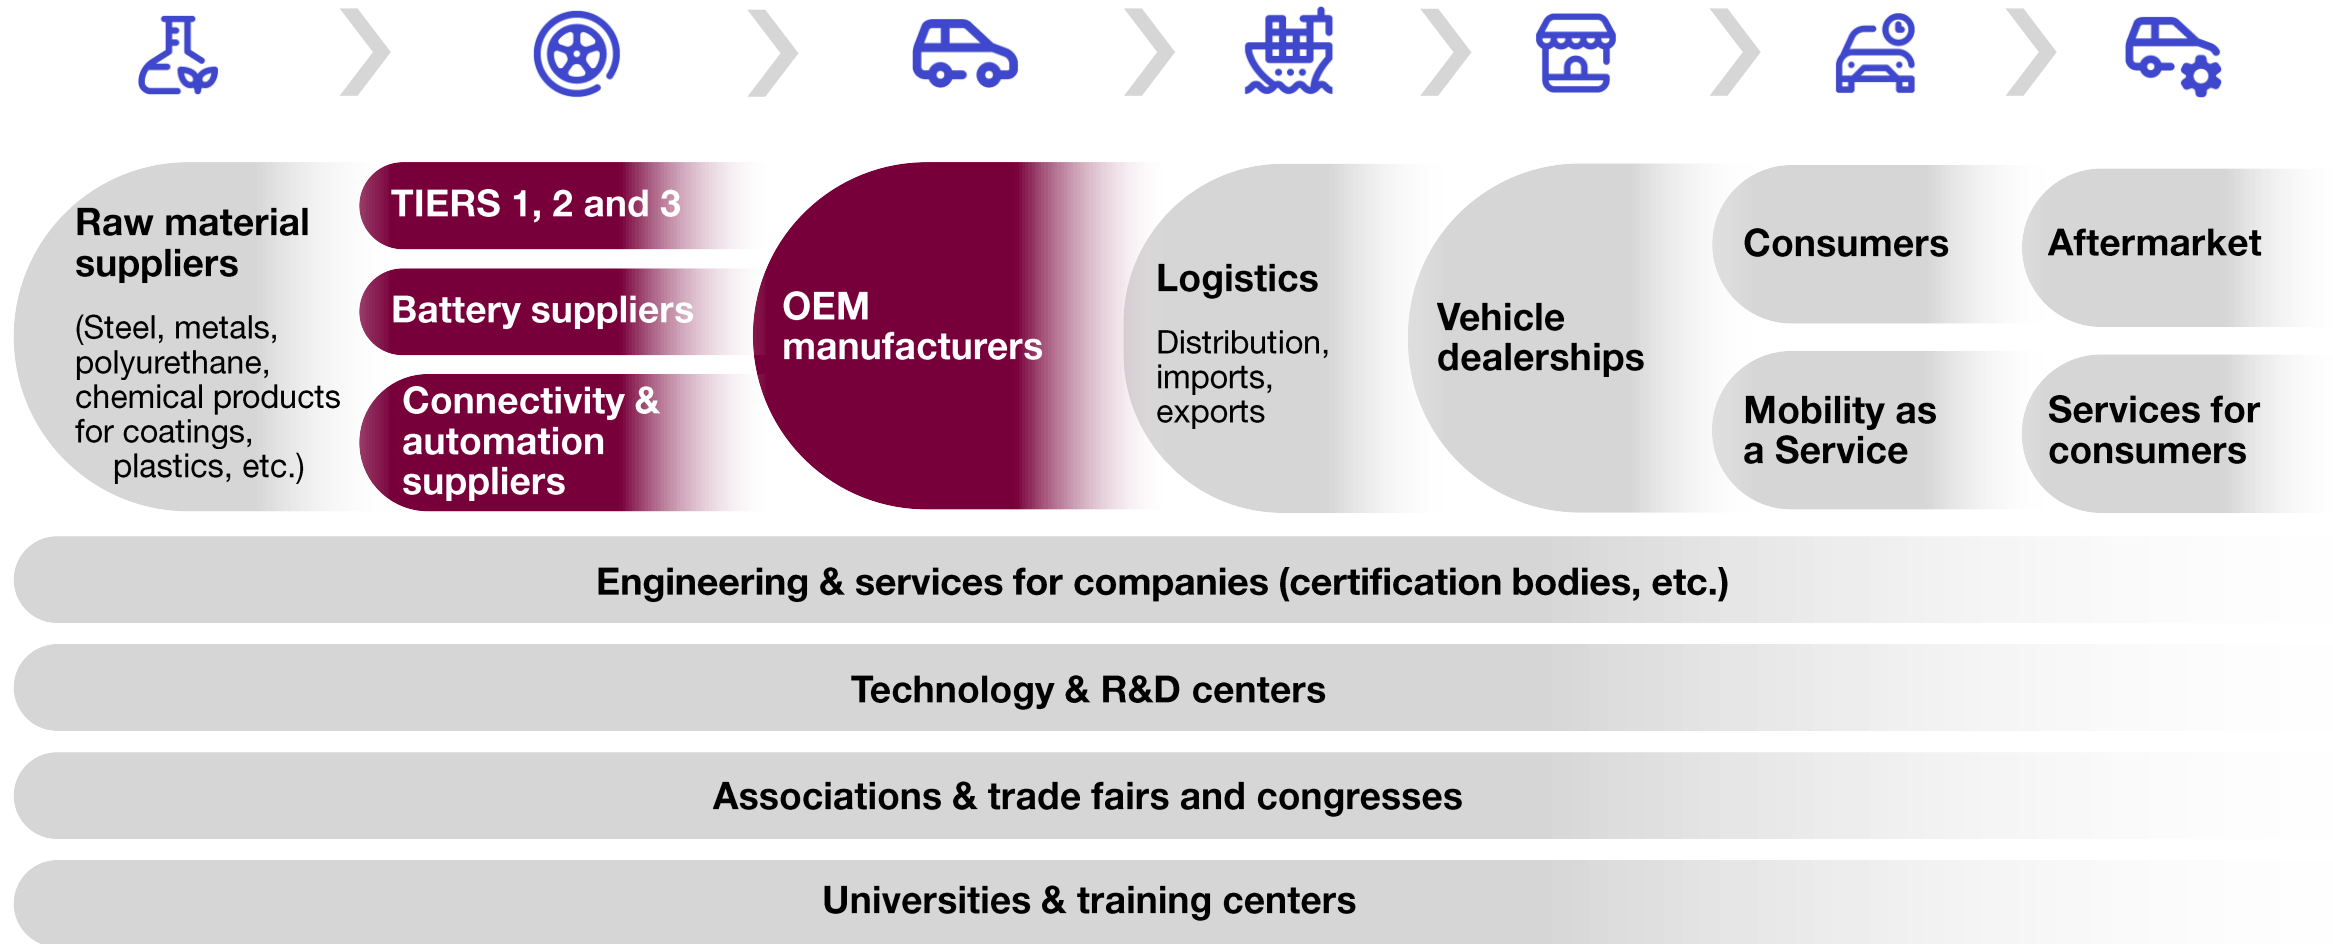 Raw material
suppliers
(Steel, metals,
polyurethane,
chemical products
for coatings,
plastics, etc.)
TIERS 1, 2 and 3
Battery suppliers
Connectivity &
automation
suppliers
OEM
manufacturers
Logistics
Distribution,
imports,
exports
Vehicle
dealerships
Consumers
Mobility as
a Service
Aftermarket
Services for
consumers
Engineering & services for companies (certification bodies, etc.)
Technology & R&D centers
Associations & trade fairs and congresses
Universities & training centers